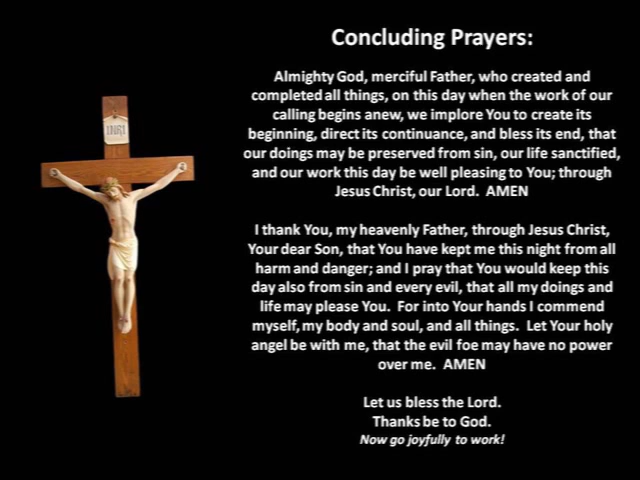 INRI
Concluding Prayers:
Almighty God, merciful Father, who created and
completed all things, on this day when the work of our
calling begins anew, we implore You to create its
beginning, direct its continuance, and bless its end, that
our doings may be preserved from sin, our life sanctified,
and our work this day be well pleasing to You; through
Jesus Christ, our Lord.  AMEN
I thank You, my heavenly Father, through Jesus Christ,
Your dear Son, that You have kept me this night from all
harm and danger; and I pray that You would keep this
day also from sin and every evil, that all my doings and
life may please You.  For into Your hands I commend
myself, my body and soul, and all things.  Let Your holy
angel be with me, that the evil foe may have no power
over me.  AMEN
Let us bless the Lord.
Thanks be to God.
Now go joyfully to work!